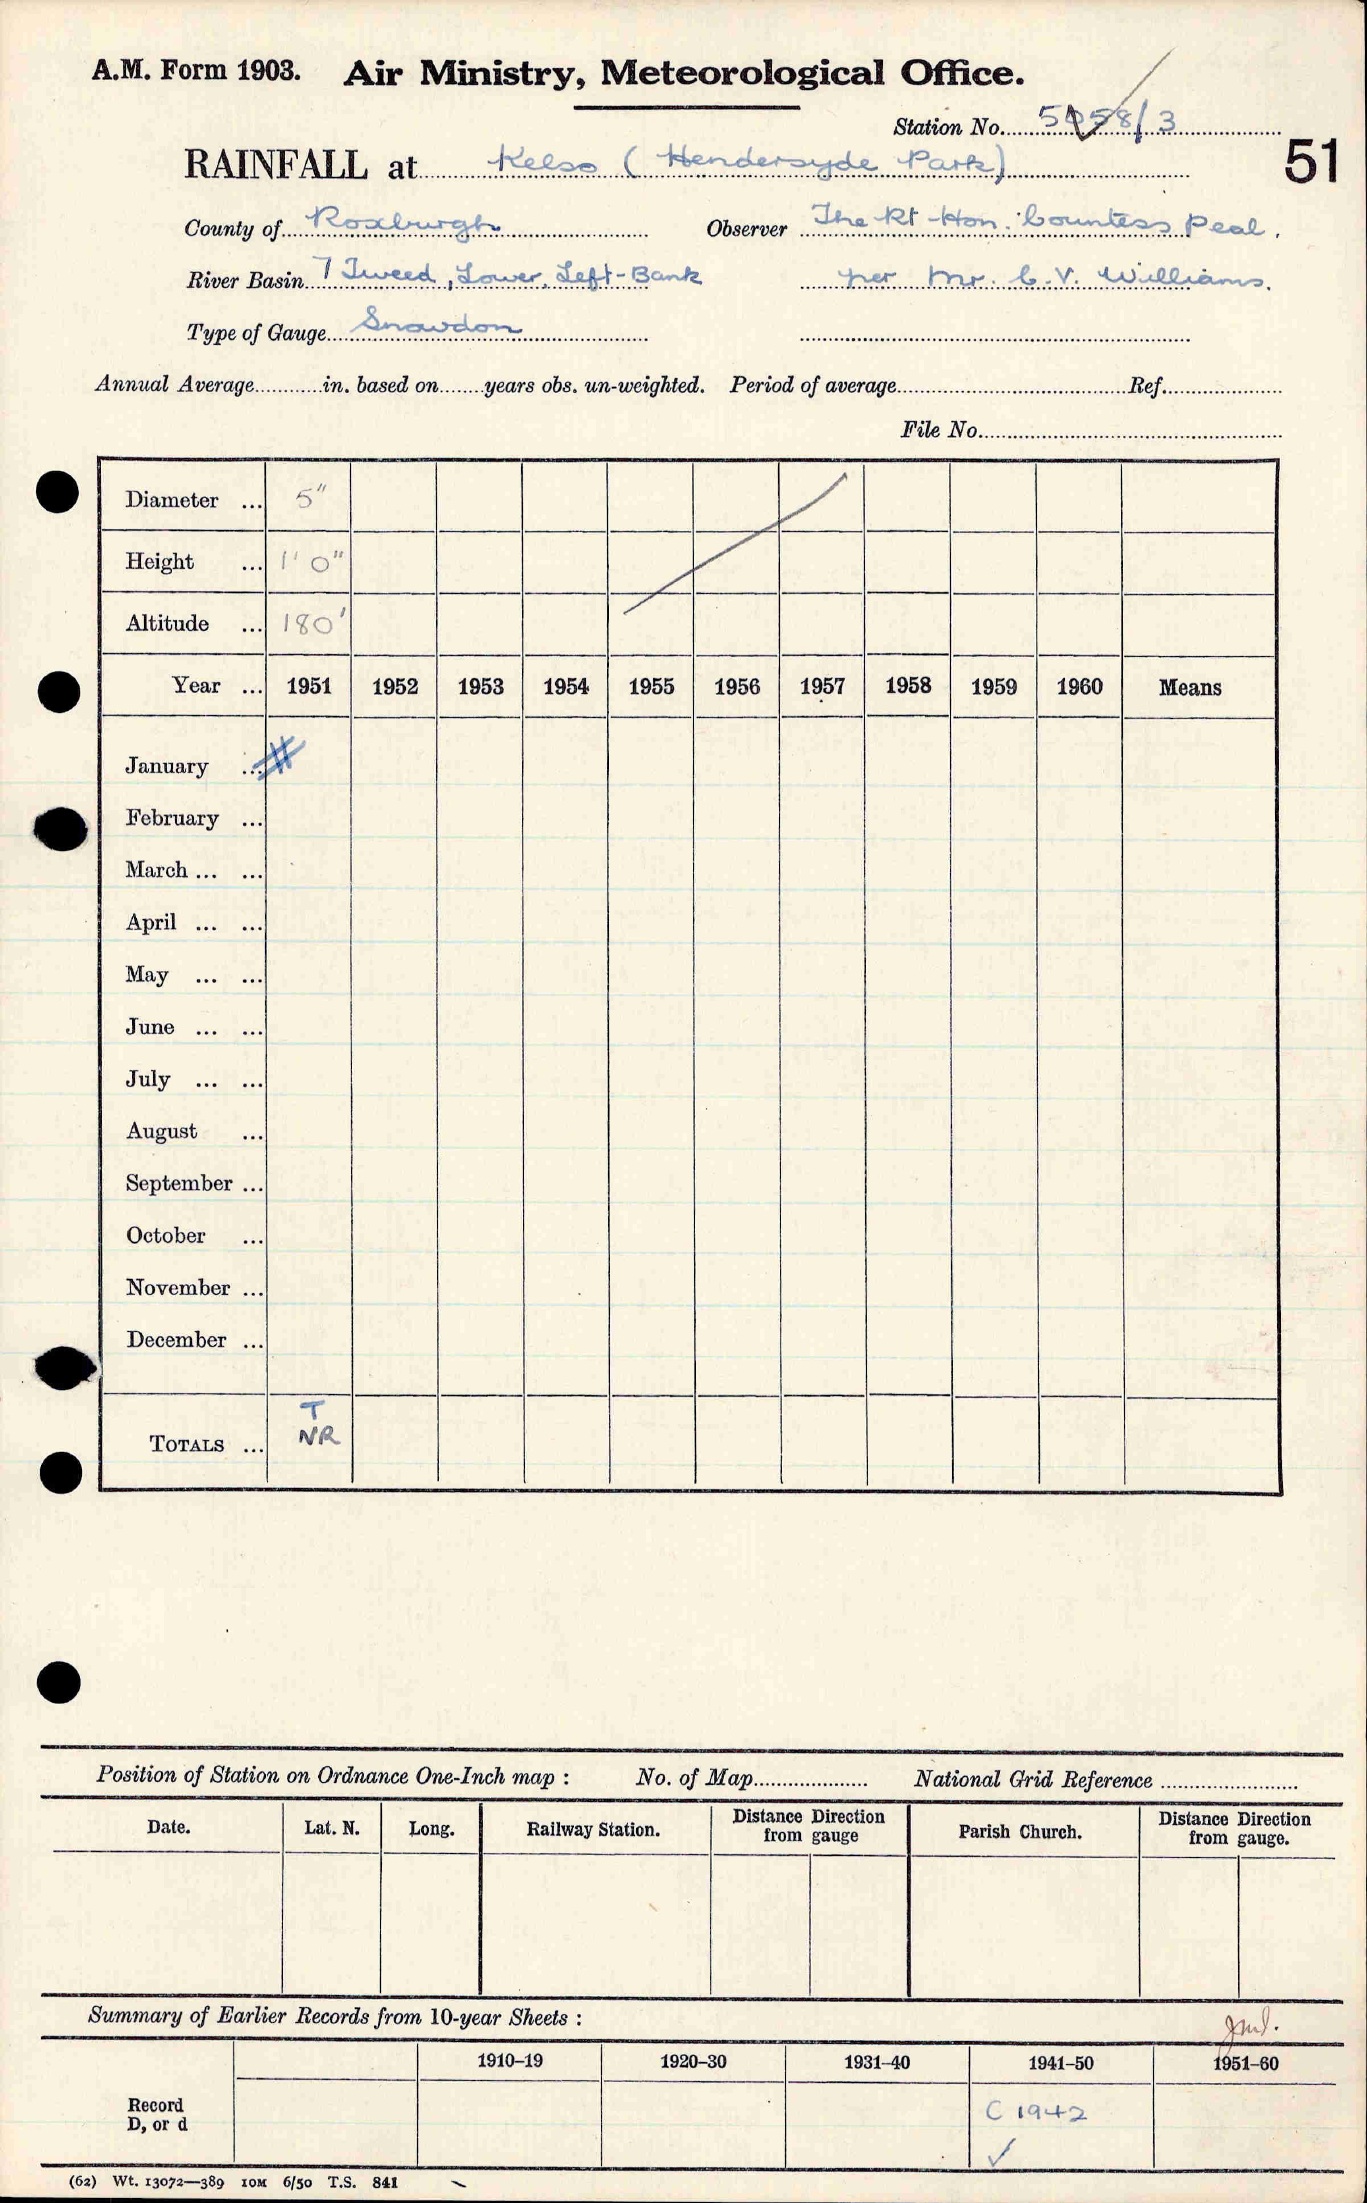 A.M. Form 1903. Air Ministry, Meteorological Office.
Station No. 5058/3
51
RAINFALL at Kelso (Hendersyde Park)
County of Roxburgh Observer The Rt Hon. Countess Peal.
River Basin 7 Tweed, Lower, Left-Bank per Mr. C.V. Williams.
Type of Gauge Snowdon
Annual Average in. based on years obs. un-weighted. Period of average Ref.
File No.
Diameter ... 5"
Height ... 1' 0"
Altitude ... 180'
Year ... 1951 1952 1953 1954 1955 1956 1957 1958 1959 1960 Means
January ... #
February ...
March ... ...
April ... ...
May ... ...
June ... ...
July ... ...
August ...
September ...
October ...
November ...
December ...
T
TOTALS ... NR
Position of Station on Ordnance One-Inch map : No. of Map National Grid Reference
Date. Lat. N. Long. Railway Station. Distance Direction from gauge Parish Church. Distance Direction from gauge.
Summary of Earlier Records from 10-year Sheets :
1910–19 1920–30 1931–40 1941–50 1951–60
Record C 1942
D, or d ✓
(62) Wt. 13072—389 10M 6/50 T.S. 841